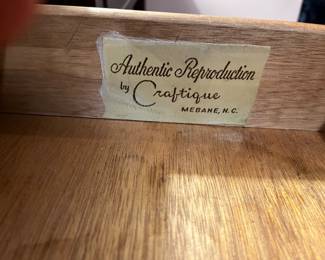 Authentic Reproduction
by Craftique
MEBANE, N.C.